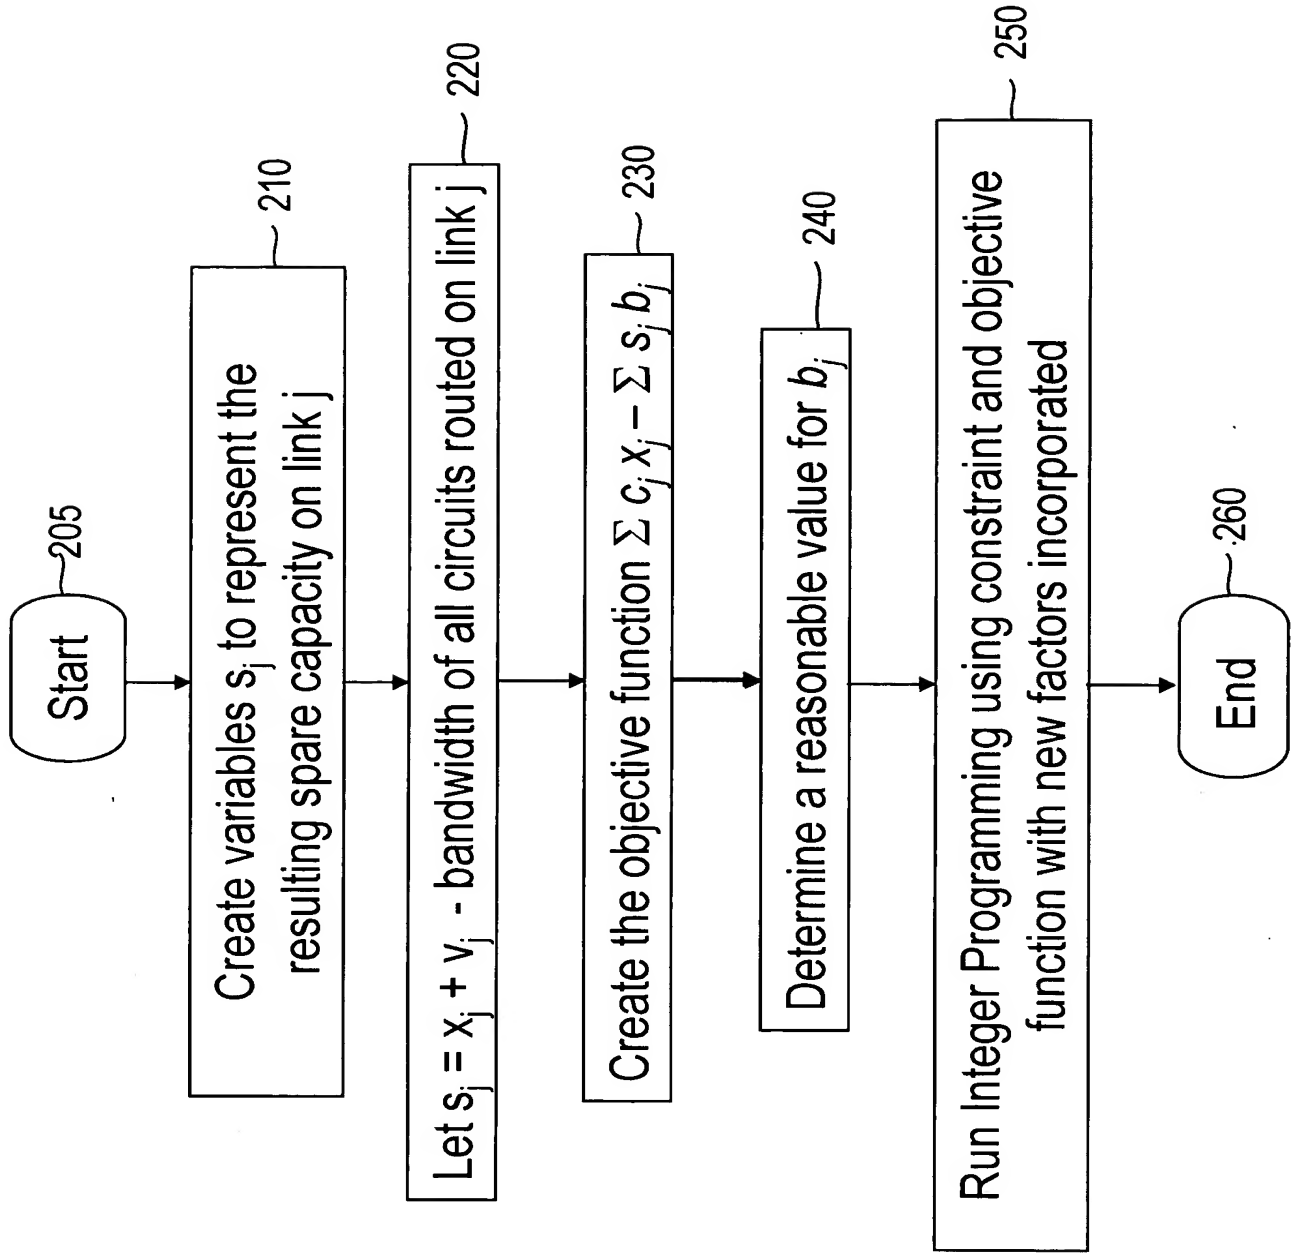 Start
205
Create variables s_j to represent the
resulting spare capacity on link j
210
Let s_j = x_j + v_j - bandwidth of all circuits routed on link j
220
Create the objective function Σ c_j x_j – Σ s_j b_j
230
Determine a reasonable value for b_j
240
Run Integer Programming using constraint and objective
function with new factors incorporated
250
End
260